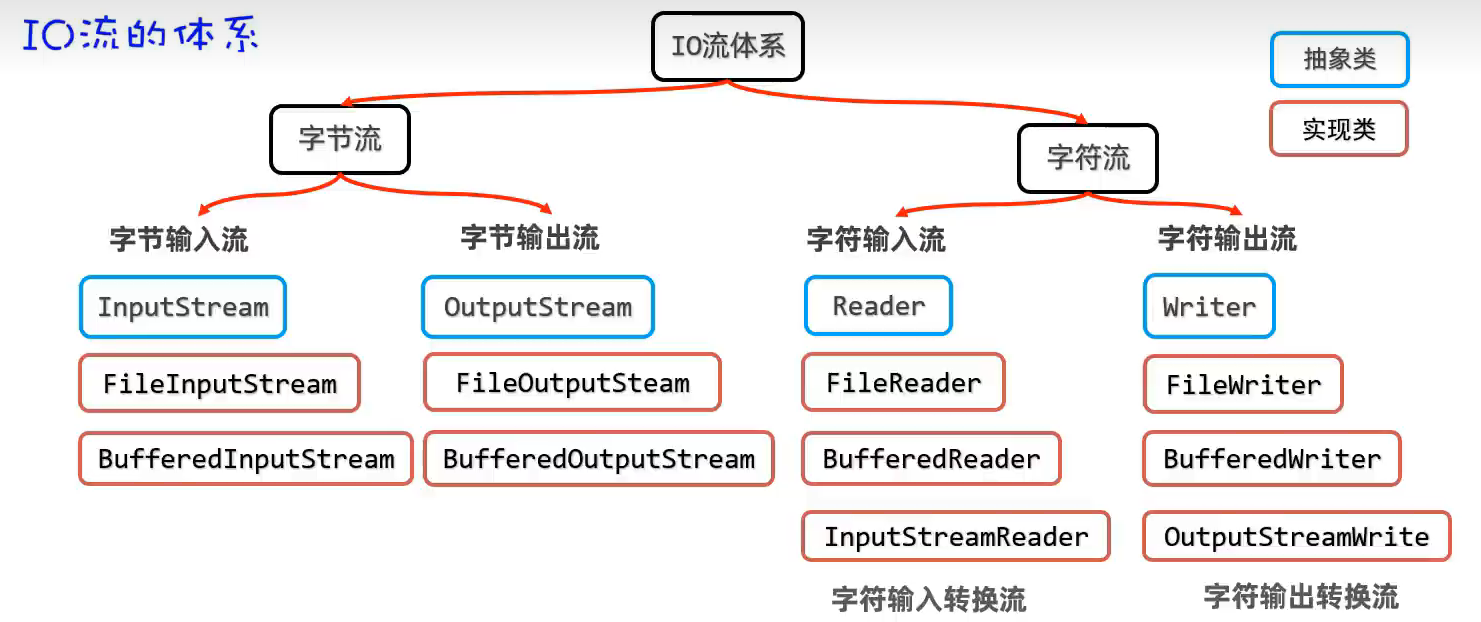 IO流的体系
IO流体系
抽象类
实现类
字节流
字符流
字节输入流
字节输出流
字符输入流
字符输出流
InputStream
OutputStream
Reader
Writer
FileInputStream
FileOutputSteam
FileReader
FileWriter
BufferedInputStream
BufferedOutputStream
BufferedReader
BufferedWriter
InputStreamReader
OutputStreamWrite
字符输入转换流
字符输出转换流